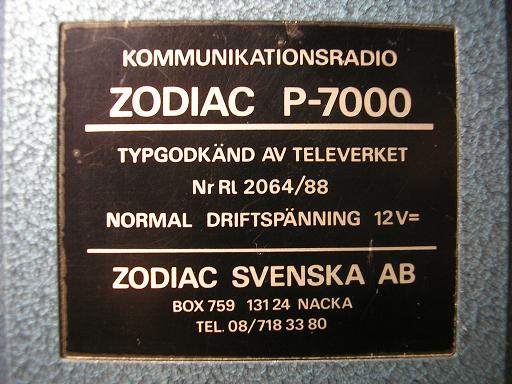 KOMMUNIKATIONSRADIO
ZODIAC P-7000
TYPGODKÄND AV TELEVERKET
Nr Rl 2064/88
NORMAL DRIFTSPÄNNING 12V=
ZODIAC SVENSKA AB
BOX 759 131 24 NACKA
TEL. 08/718 33 80